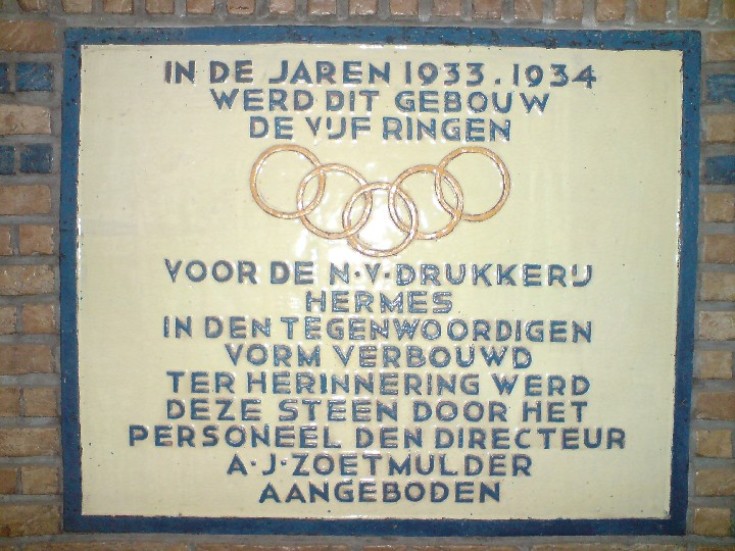 IN DE JAREN 1933.1934
WERD DIT GEBOUW
DE VIJF RINGEN
VOOR DE N.V. DRUKKERIJ
HERMES
IN DEN TEGENWOORDIGEN
VORM VERBOUWD
TER HERINNERING WERD
DEZE STEEN DOOR HET
PERSONEEL DEN DIRECTEUR
A.J. ZOETMULDER
AANGEBODEN